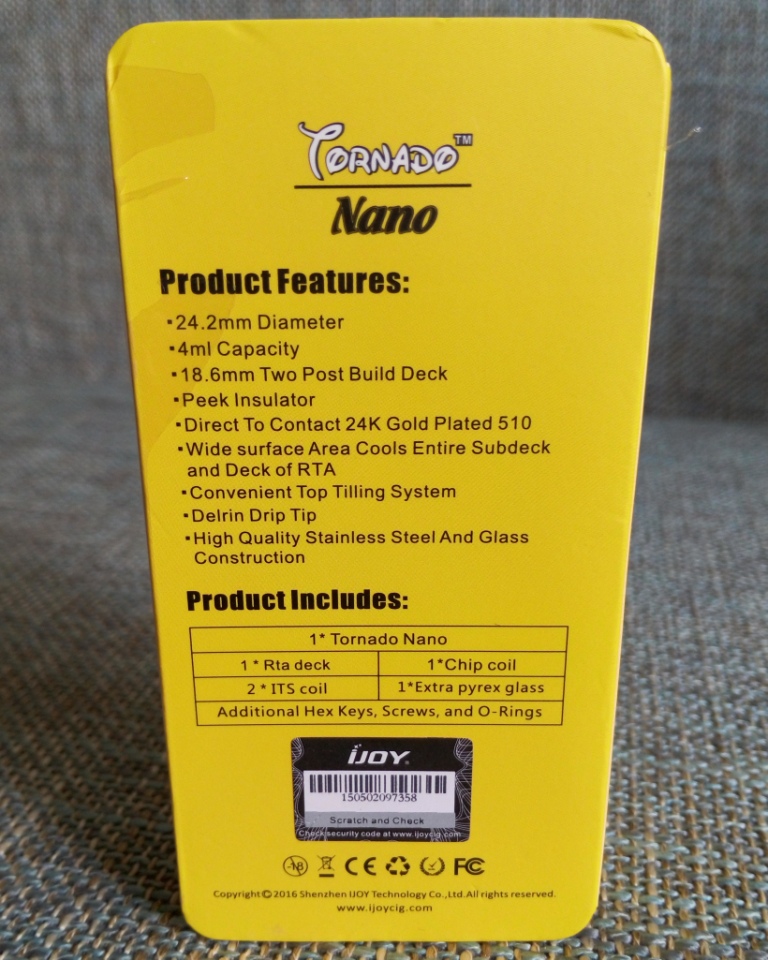 TORNADO™
Nano
Product Features:
·24.2mm Diameter
·4ml Capacity
·18.6mm Two Post Build Deck
·Peek Insulator
·Direct To Contact 24K Gold Plated 510
·Wide surface Area Cools Entire Subdeck
and Deck of RTA
·Convenient Top Tilling System
·Delrin Drip Tip
·High Quality Stainless Steel And Glass
Construction
Product Includes:
1* Tornado Nano
1 * Rta deck 1*Chip coil
2 * ITS coil 1*Extra pyrex glass
Additional Hex Keys, Screws, and O-Rings
iJOY®
150502097358
Scratch and Check
Check security code at www.ijoycig.com
-18 CE FC
Copyright©2016 Shenzhen IJOY Technology Co.,Ltd.All rights reserved.
www.ijoycig.com